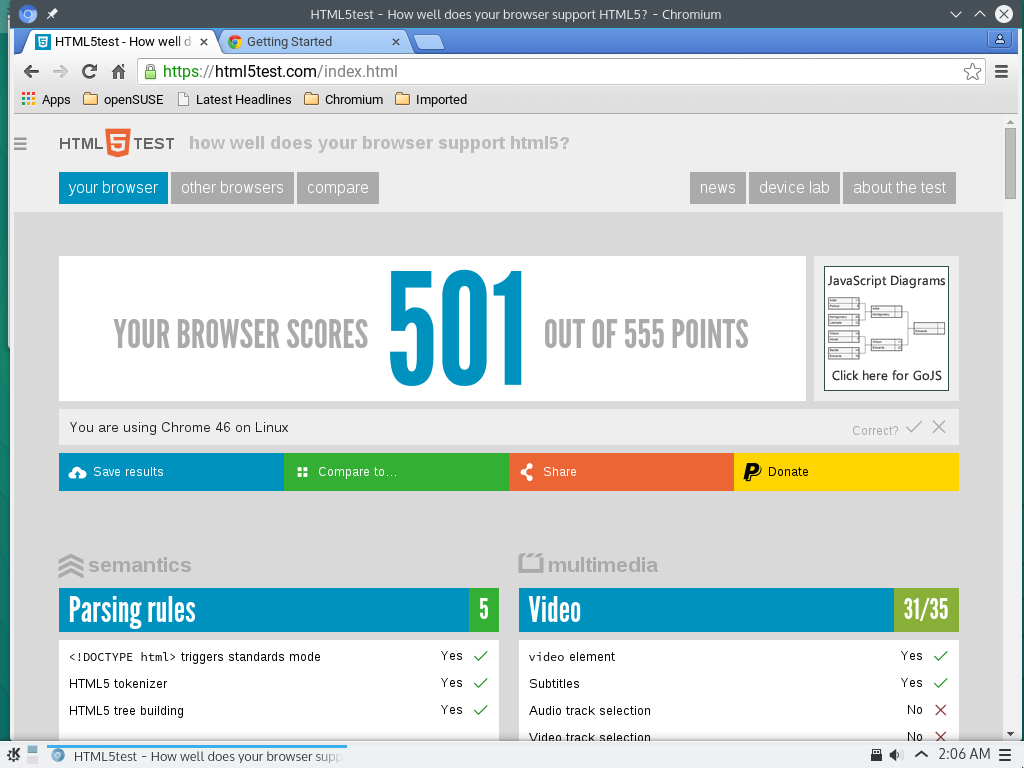 HTML5test - How well does your browser support HTML5? - Chromium
HTML5test - How well d
Getting Started
https://html5test.com/index.html
Apps
openSUSE
Latest Headlines
Chromium
Imported
HTML 5 TEST
how well does your browser support html5?
your browser
other browsers
compare
news
device lab
about the test
YOUR BROWSER SCORES 501 OUT OF 555 POINTS
JavaScript Diagrams
Click here for GoJS
You are using Chrome 46 on Linux
Correct?
Save results
Compare to...
Share
Donate
semantics
Parsing rules 5
<!DOCTYPE html> triggers standards mode Yes
HTML5 tokenizer Yes
HTML5 tree building Yes
multimedia
Video 31/35
video element Yes
Subtitles Yes
Audio track selection No
Video track selection No
HTML5test - How well does your browser supp
2:06 AM